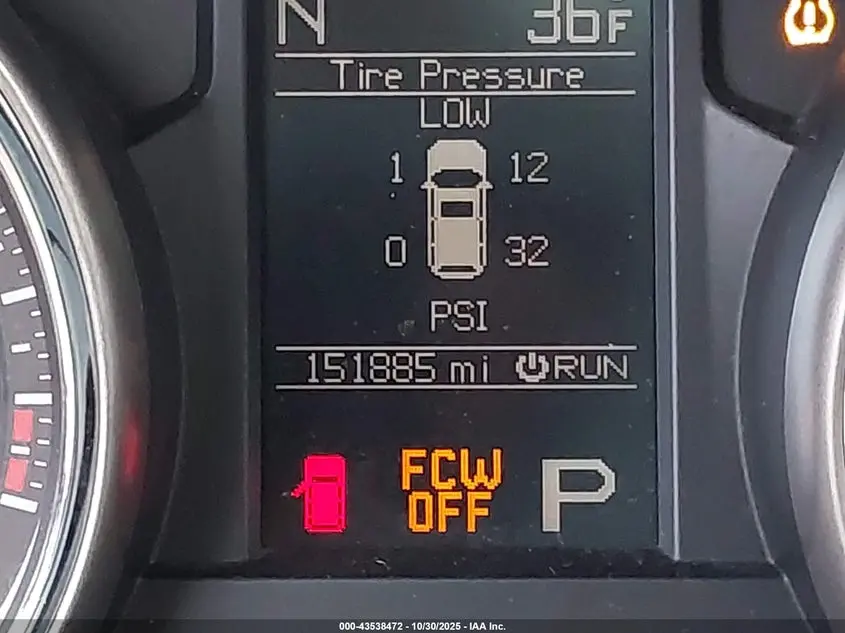 N 36°F
Tire Pressure
LOW
1 12
0 32
PSI
151885 mi RUN
FCW
OFF
P
000-43538472 - 10/30/2025 - IAA Inc.